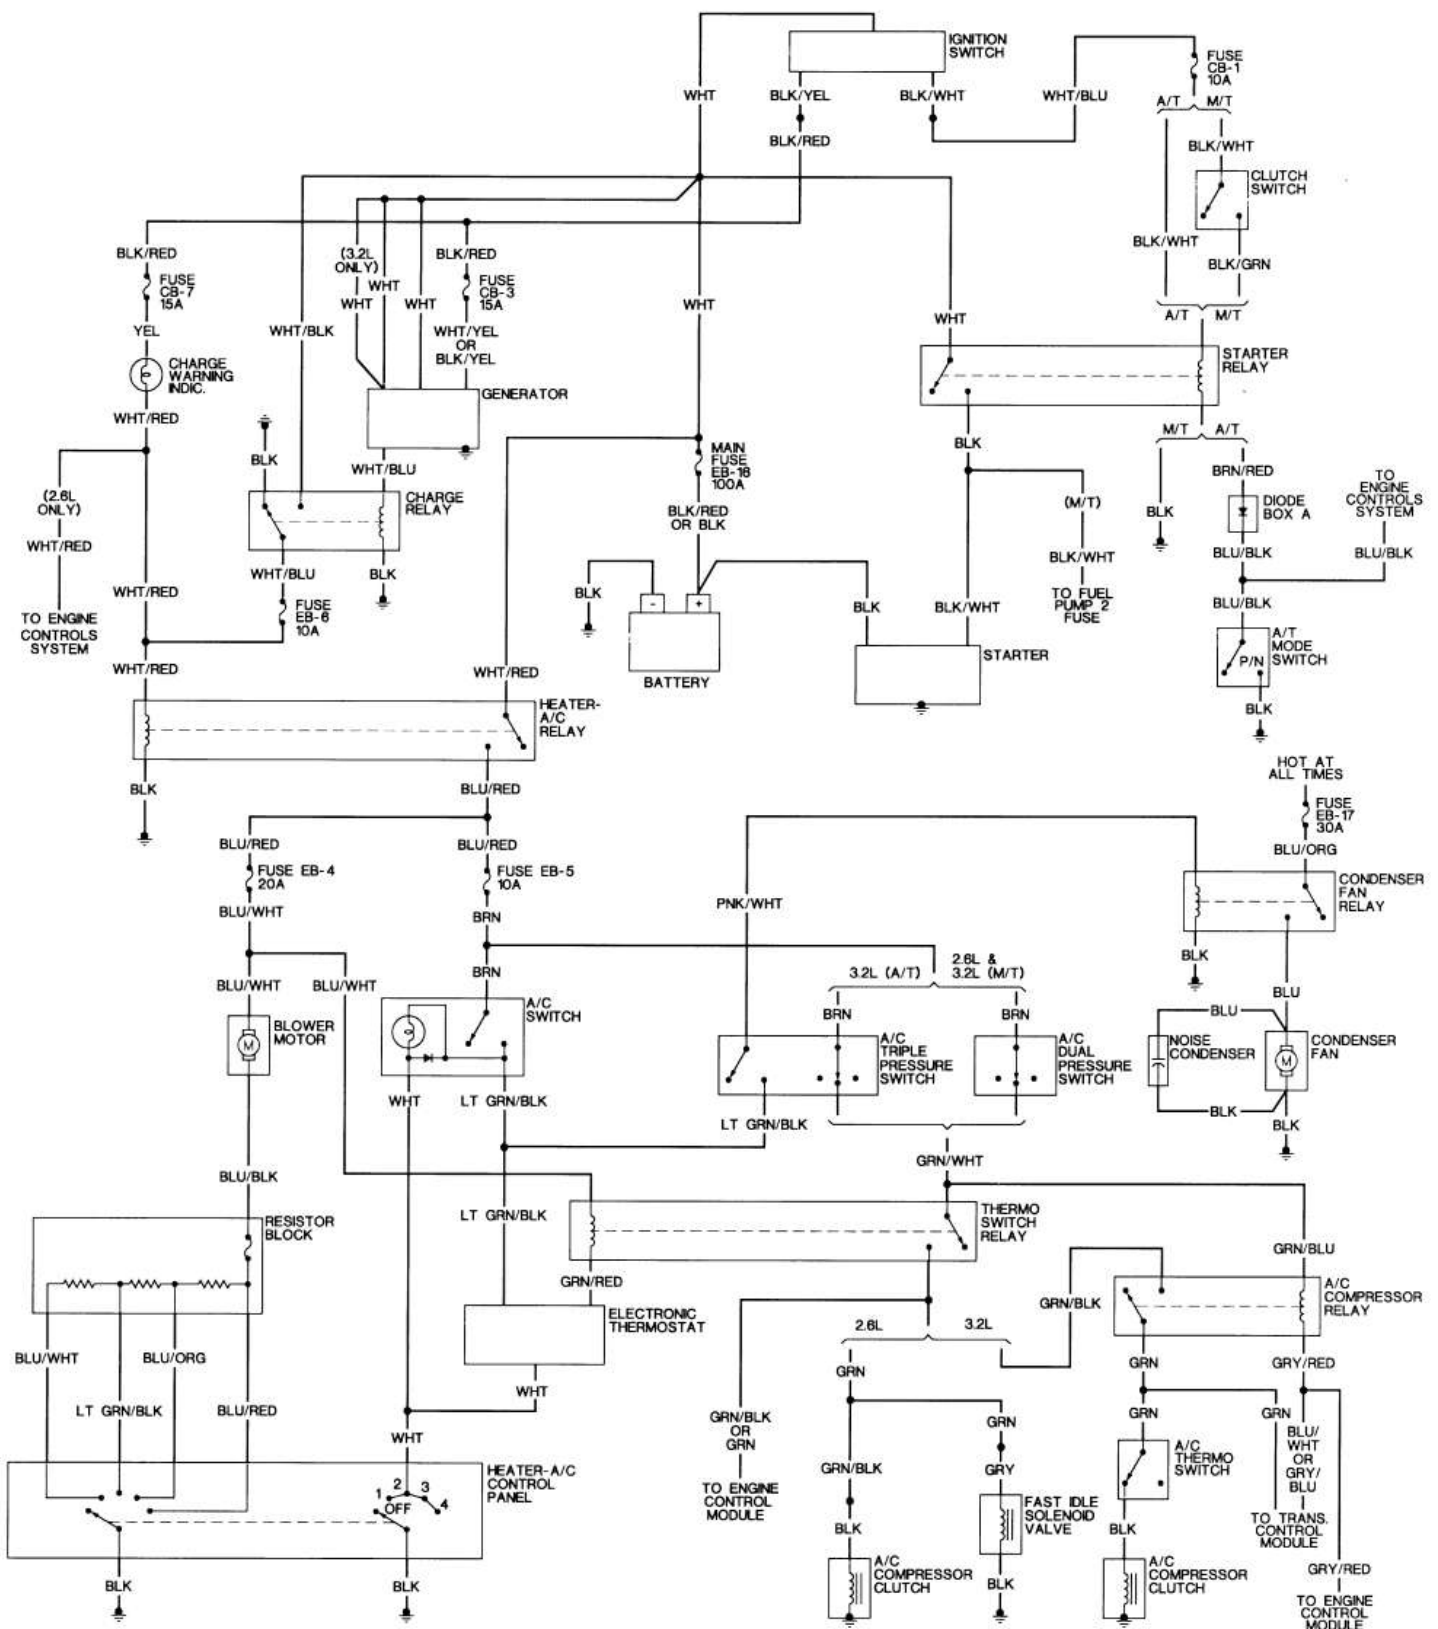 IGNITION
SWITCH
FUSE
CB-1
10A
WHT
BLK/YEL
BLK/WHT
WHT/BLU
A/T
M/T
BLK/RED
BLK/WHT
CLUTCH
SWITCH
BLK/WHT
BLK/GRN
BLK/RED
(3.2L
ONLY)
BLK/RED
FUSE
CB-7
15A
WHT
FUSE
CB-3
15A
WHT
WHT
WHT
WHT
A/T
M/T
YEL
WHT/BLK
WHT/YEL
OR
BLK/YEL
STARTER
RELAY
CHARGE
WARNING
INDIC.
GENERATOR
WHT/RED
M/T
A/T
BLK
MAIN
FUSE
EB-16
100A
BLK
WHT/BLU
BRN/RED
TO
ENGINE
CONTROLS
SYSTEM
(2.6L
ONLY)
CHARGE
RELAY
BLK/RED
OR BLK
(M/T)
BLK
DIODE
BOX A
WHT/RED
BLU/BLK
BLU/BLK
BLK/WHT
WHT/BLU
BLK
WHT/RED
BLK
TO FUEL
PUMP 2
FUSE
BLU/BLK
FUSE
EB-6
10A
-
+
BLK
BLK/WHT
TO ENGINE
CONTROLS
SYSTEM
A/T
MODE
SWITCH
P/N
WHT/RED
WHT/RED
BATTERY
STARTER
HEATER-
A/C
RELAY
BLK
HOT AT
ALL TIMES
BLK
BLU/RED
FUSE
EB-17
30A
BLU/RED
BLU/RED
BLU/ORG
FUSE EB-4
20A
FUSE EB-5
10A
CONDENSER
FAN
RELAY
BLU/WHT
BRN
PNK/WHT
BLK
BRN
3.2L (A/T)
2.6L &
3.2L (M/T)
BLU/WHT
BLU/WHT
BLU
BLU
A/C
SWITCH
BRN
BRN
BLOWER
MOTOR
M
A/C
TRIPLE
PRESSURE
SWITCH
A/C
DUAL
PRESSURE
SWITCH
NOISE
CONDENSER
M
CONDENSER
FAN
WHT
LT GRN/BLK
BLK
LT GRN/BLK
BLK
GRN/WHT
BLU/BLK
LT GRN/BLK
THERMO
SWITCH
RELAY
RESISTOR
BLOCK
GRN/BLU
GRN/RED
A/C
COMPRESSOR
RELAY
GRN/BLK
ELECTRONIC
THERMOSTAT
2.6L
3.2L
BLU/WHT
BLU/ORG
GRN
GRN
GRY/RED
WHT
LT GRN/BLK
BLU/RED
GRN/BLK
OR
GRN
GRN
GRN
GRN
BLU/
WHT
OR
GRY/
BLU
WHT
A/C
THERMO
SWITCH
HEATER-A/C
CONTROL
PANEL
GRN/BLK
GRY
1
2
3
4
OFF
TO ENGINE
CONTROL
MODULE
FAST IDLE
SOLENOID
VALVE
TO TRANS.
CONTROL
MODULE
BLK
BLK
A/C
COMPRESSOR
CLUTCH
A/C
COMPRESSOR
CLUTCH
GRY/RED
BLK
BLK
BLK
TO ENGINE
CONTROL
MODULE